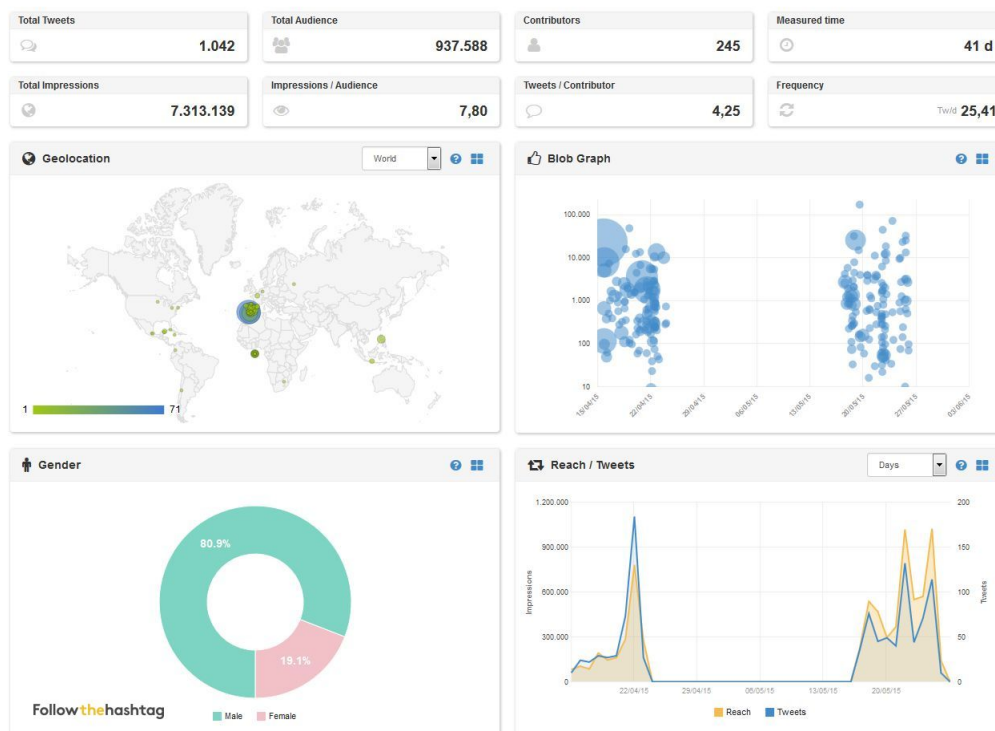 Total Tweets
1.042
Total Audience
937.588
Contributors
245
Measured time
41 d
Total Impressions
7.313.139
Impressions / Audience
7,80
Tweets / Contributor
4,25
Frequency
Tw/d 25,41
Geolocation
World
1
71
Blob Graph
100.000
10.000
1.000
100
10
15/04/15
22/04/15
29/04/15
06/05/15
13/05/15
20/05/15
27/05/15
03/06/15
Gender
80.9%
19.1%
Followthehashtag
Male
Female
Reach / Tweets
Days
1.200.000
900.000
600.000
300.000
0
Impressions
200
150
100
50
0
Tweets
22/04/15
29/04/15
06/05/15
13/05/15
20/05/15
Reach
Tweets